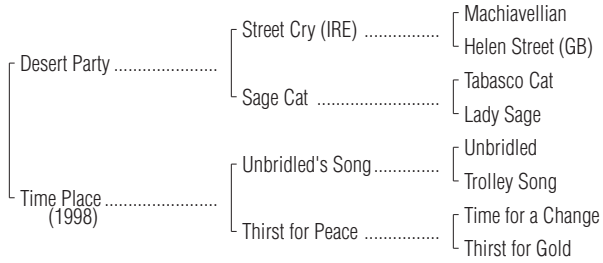 Machiavellian
Street Cry (IRE) ................
Helen Street (GB)
Desert Party ......................
Tabasco Cat
Sage Cat ..........................
Lady Sage
Unbridled
Unbridled's Song..............
Trolley Song
Time Place........................
(1998)
Time for a Change
Thirst for Peace ................
Thirst for Gold